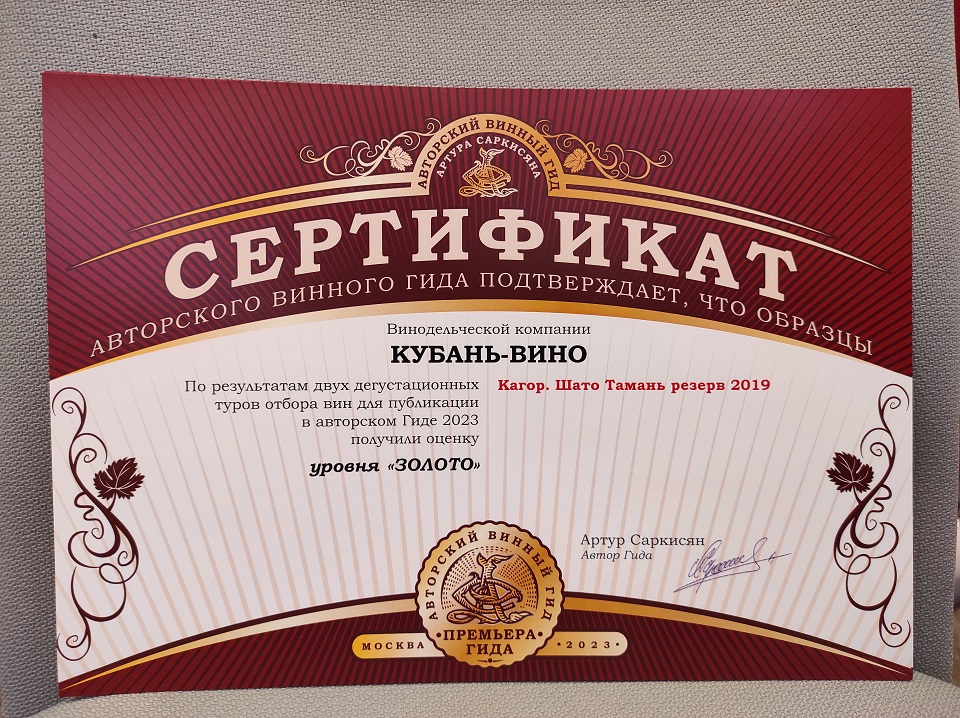 АВТОРСКИЙ ВИННЫЙ ГИД
АРТУРА САРКИСЯНА
СЕРТИФИКАТ
АВТОРСКОГО ВИННОГО ГИДА ПОДТВЕРЖДАЕТ, ЧТО ОБРАЗЦЫ
Винодельческой компании
КУБАНЬ-ВИНО
По результатам двух дегустационных
туров отбора вин для публикации
в авторском Гиде 2023
получили оценку
уровня «ЗОЛОТО»
Кагор. Шато Тамань резерв 2019
Артур Саркисян
Автор Гида
АВТОРСКИЙ ВИННЫЙ ГИД
•ПРЕМЬЕРА•
ГИДА
МОСКВА
•2023•